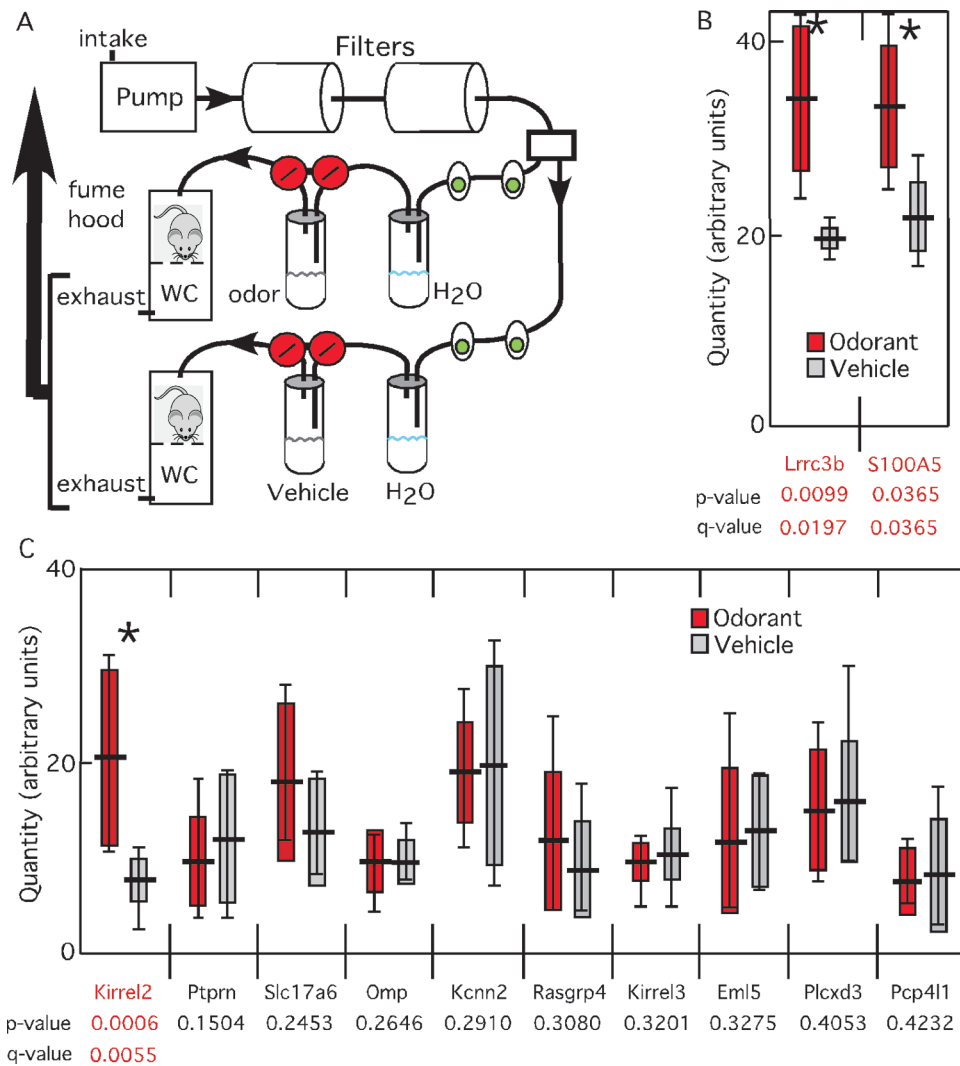 A
intake
Filters
Pump
fume
hood
exhaust
WC
odor
H2O
exhaust
WC
Vehicle
H2O
B
Quantity (arbitrary units)
40
20
0
*
*
Odorant
Vehicle
Lrrc3b S100A5
p-value 0.0099 0.0365
q-value 0.0197 0.0365
C
Quantity (arbitrary units)
40
20
0
*
Odorant
Vehicle
Kirrel2 Ptprn Slc17a6 Omp Kcnn2 Rasgrp4 Kirrel3 Eml5 Plcxd3 Pcp4l1
p-value 0.0006 0.1504 0.2453 0.2646 0.2910 0.3080 0.3201 0.3275 0.4053 0.4232
q-value 0.0055